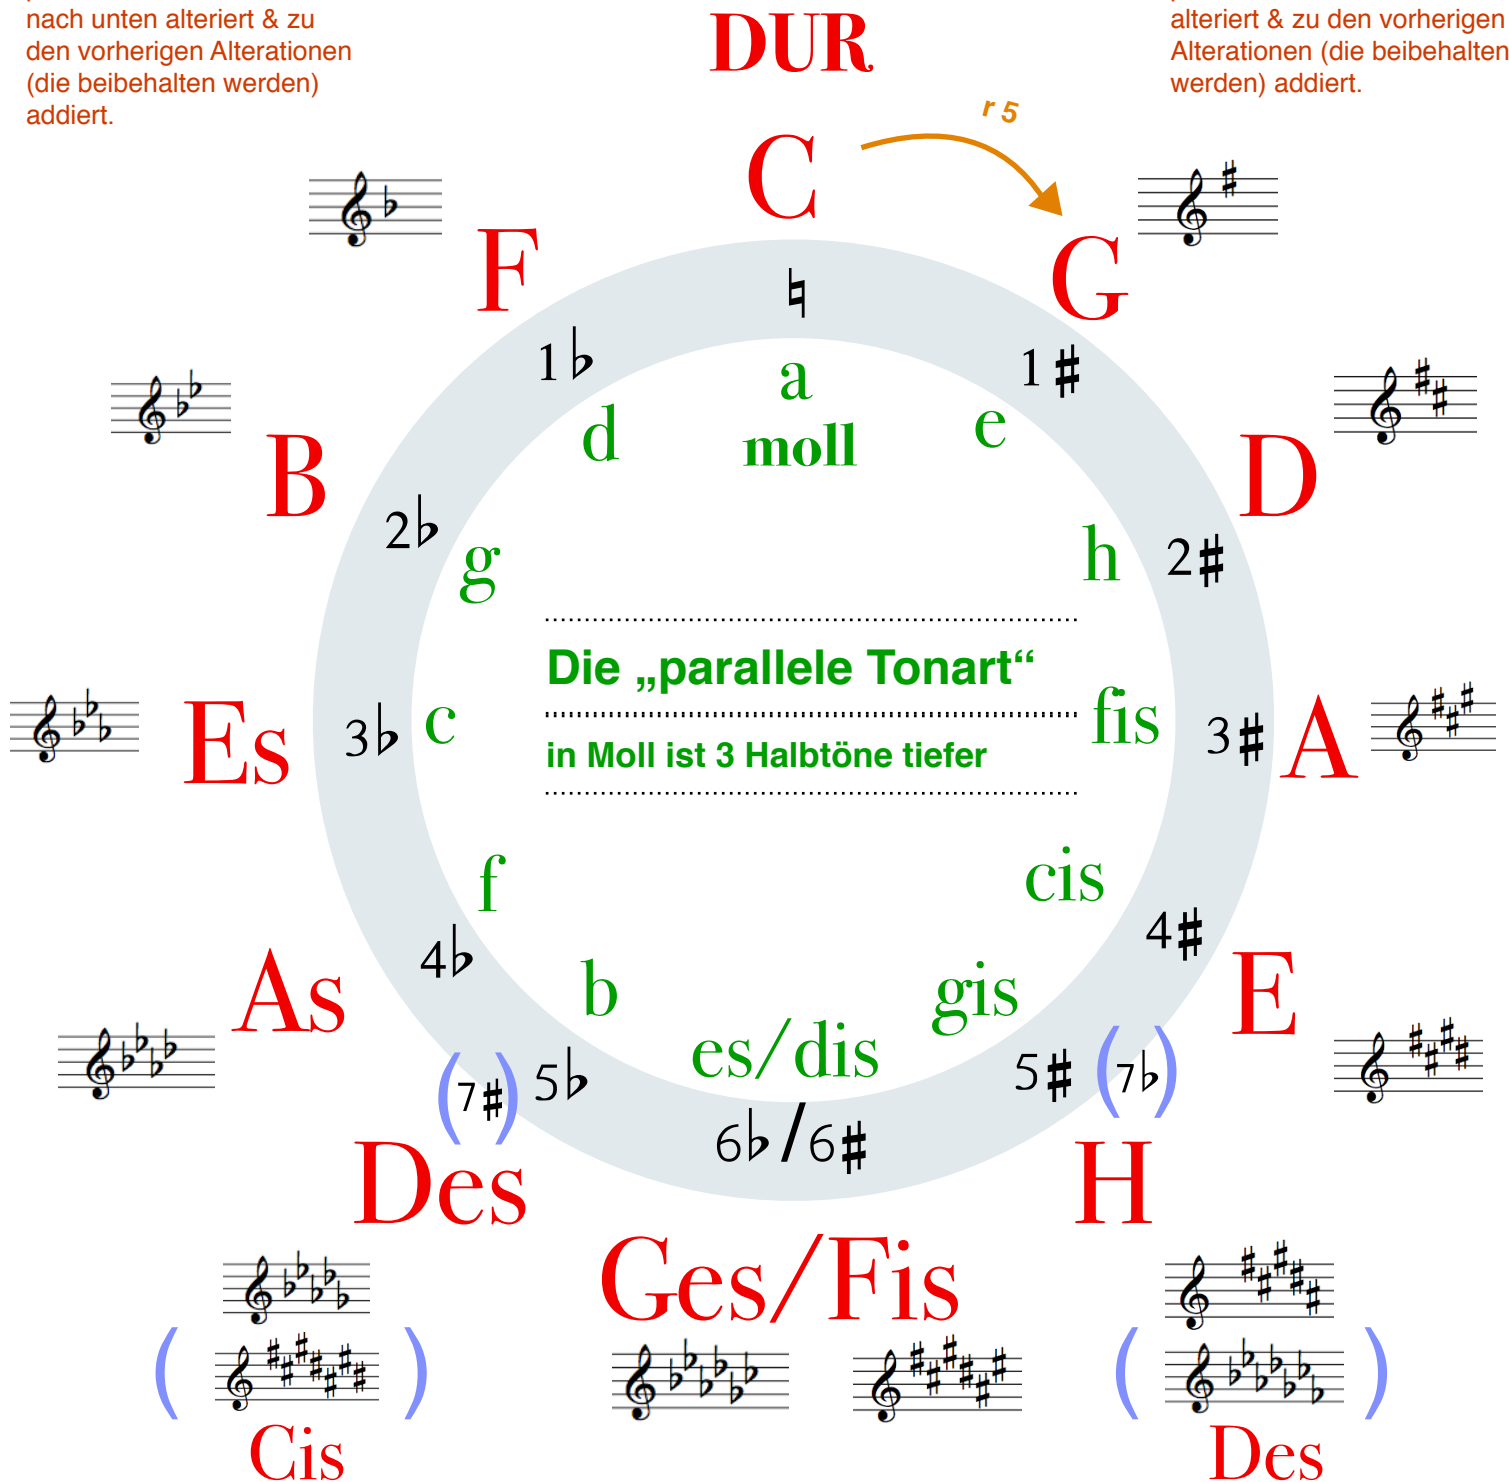 nach unten alteriert & zu
den vorherigen Alterationen
(die beibehalten werden)
addiert.
alteriert & zu den vorherigen
Alterationen (die beibehalten
werden) addiert.
DUR
r 5
C
F
G
♮
1♭
1♯
a
moll
d
e
B
D
2♭
2♯
g
h
Die „parallele Tonart“
in Moll ist 3 Halbtöne tiefer
Es
3♭
c
fis
3♯
A
f
cis
4♭
4♯
As
E
b
gis
es/dis
(7♯)
5♭
5♯
(7♭)
6♭/6♯
Des
H
Ges/Fis
Cis
Des